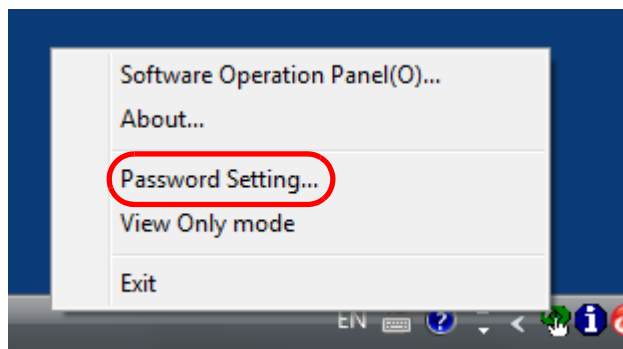 Software Operation Panel(O)...
About...
Password Setting...
View Only mode
Exit
EN